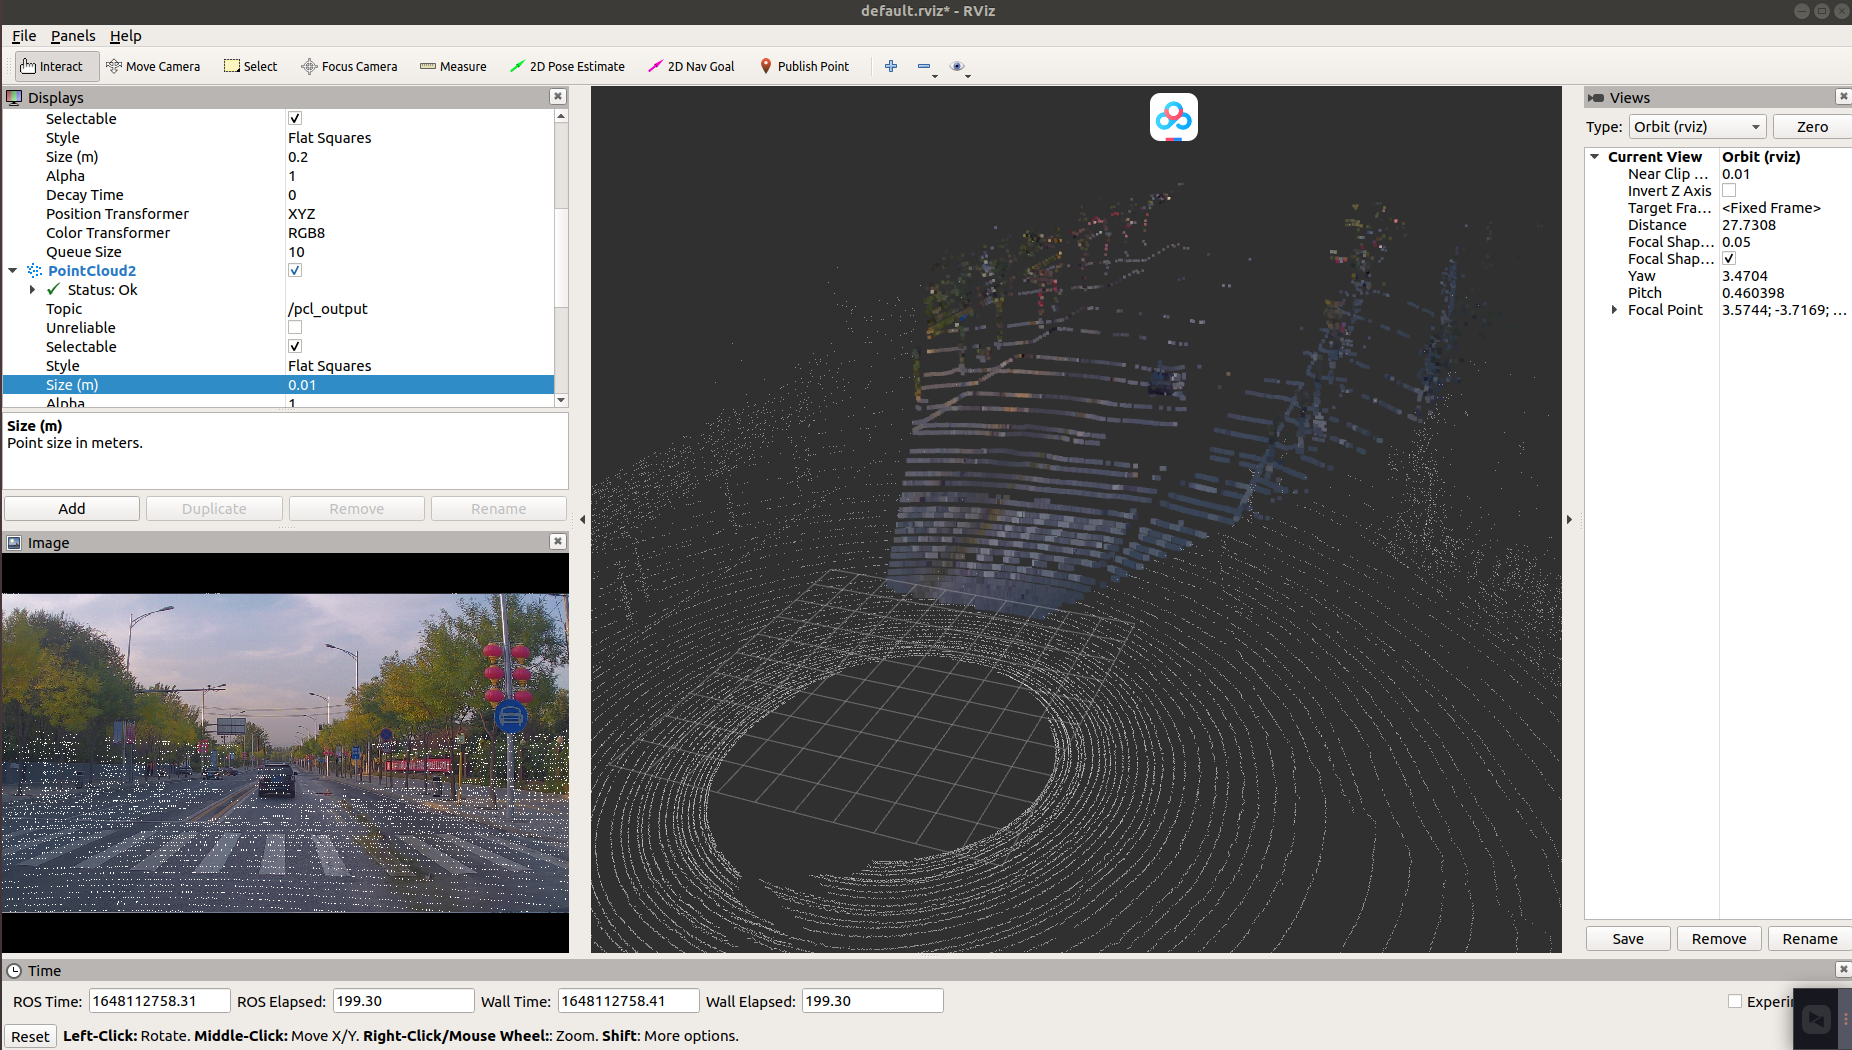 default.rviz* - RViz
File Panels Help
Interact Move Camera Select Focus Camera Measure 2D Pose Estimate 2D Nav Goal Publish Point
Displays
Selectable
Style Flat Squares
Size (m) 0.2
Alpha 1
Decay Time 0
Position Transformer XYZ
Color Transformer RGB8
Queue Size 10
PointCloud2
Status: Ok
Topic /pcl_output
Unreliable
Selectable
Style Flat Squares
Size (m) 0.01
Alpha 1
Size (m)
Point size in meters.
Add Duplicate Remove Rename
Image
Views
Type: Orbit (rviz) Zero
Current View Orbit (rviz)
Near Clip ... 0.01
Invert Z Axis
Target Fra... <Fixed Frame>
Distance 27.7308
Focal Shap... 0.05
Focal Shap...
Yaw 3.4704
Pitch 0.460398
Focal Point 3.5744; -3.7169; ...
Save Remove Rename
Time
ROS Time: 1648112758.31 ROS Elapsed: 199.30 Wall Time: 1648112758.41 Wall Elapsed: 199.30 Experi
Reset Left-Click: Rotate. Middle-Click: Move X/Y. Right-Click/Mouse Wheel:: Zoom. Shift: More options.